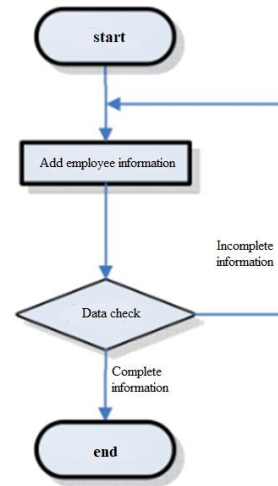 start
Add employee information
Incomplete
information
Data check
Complete
information
end